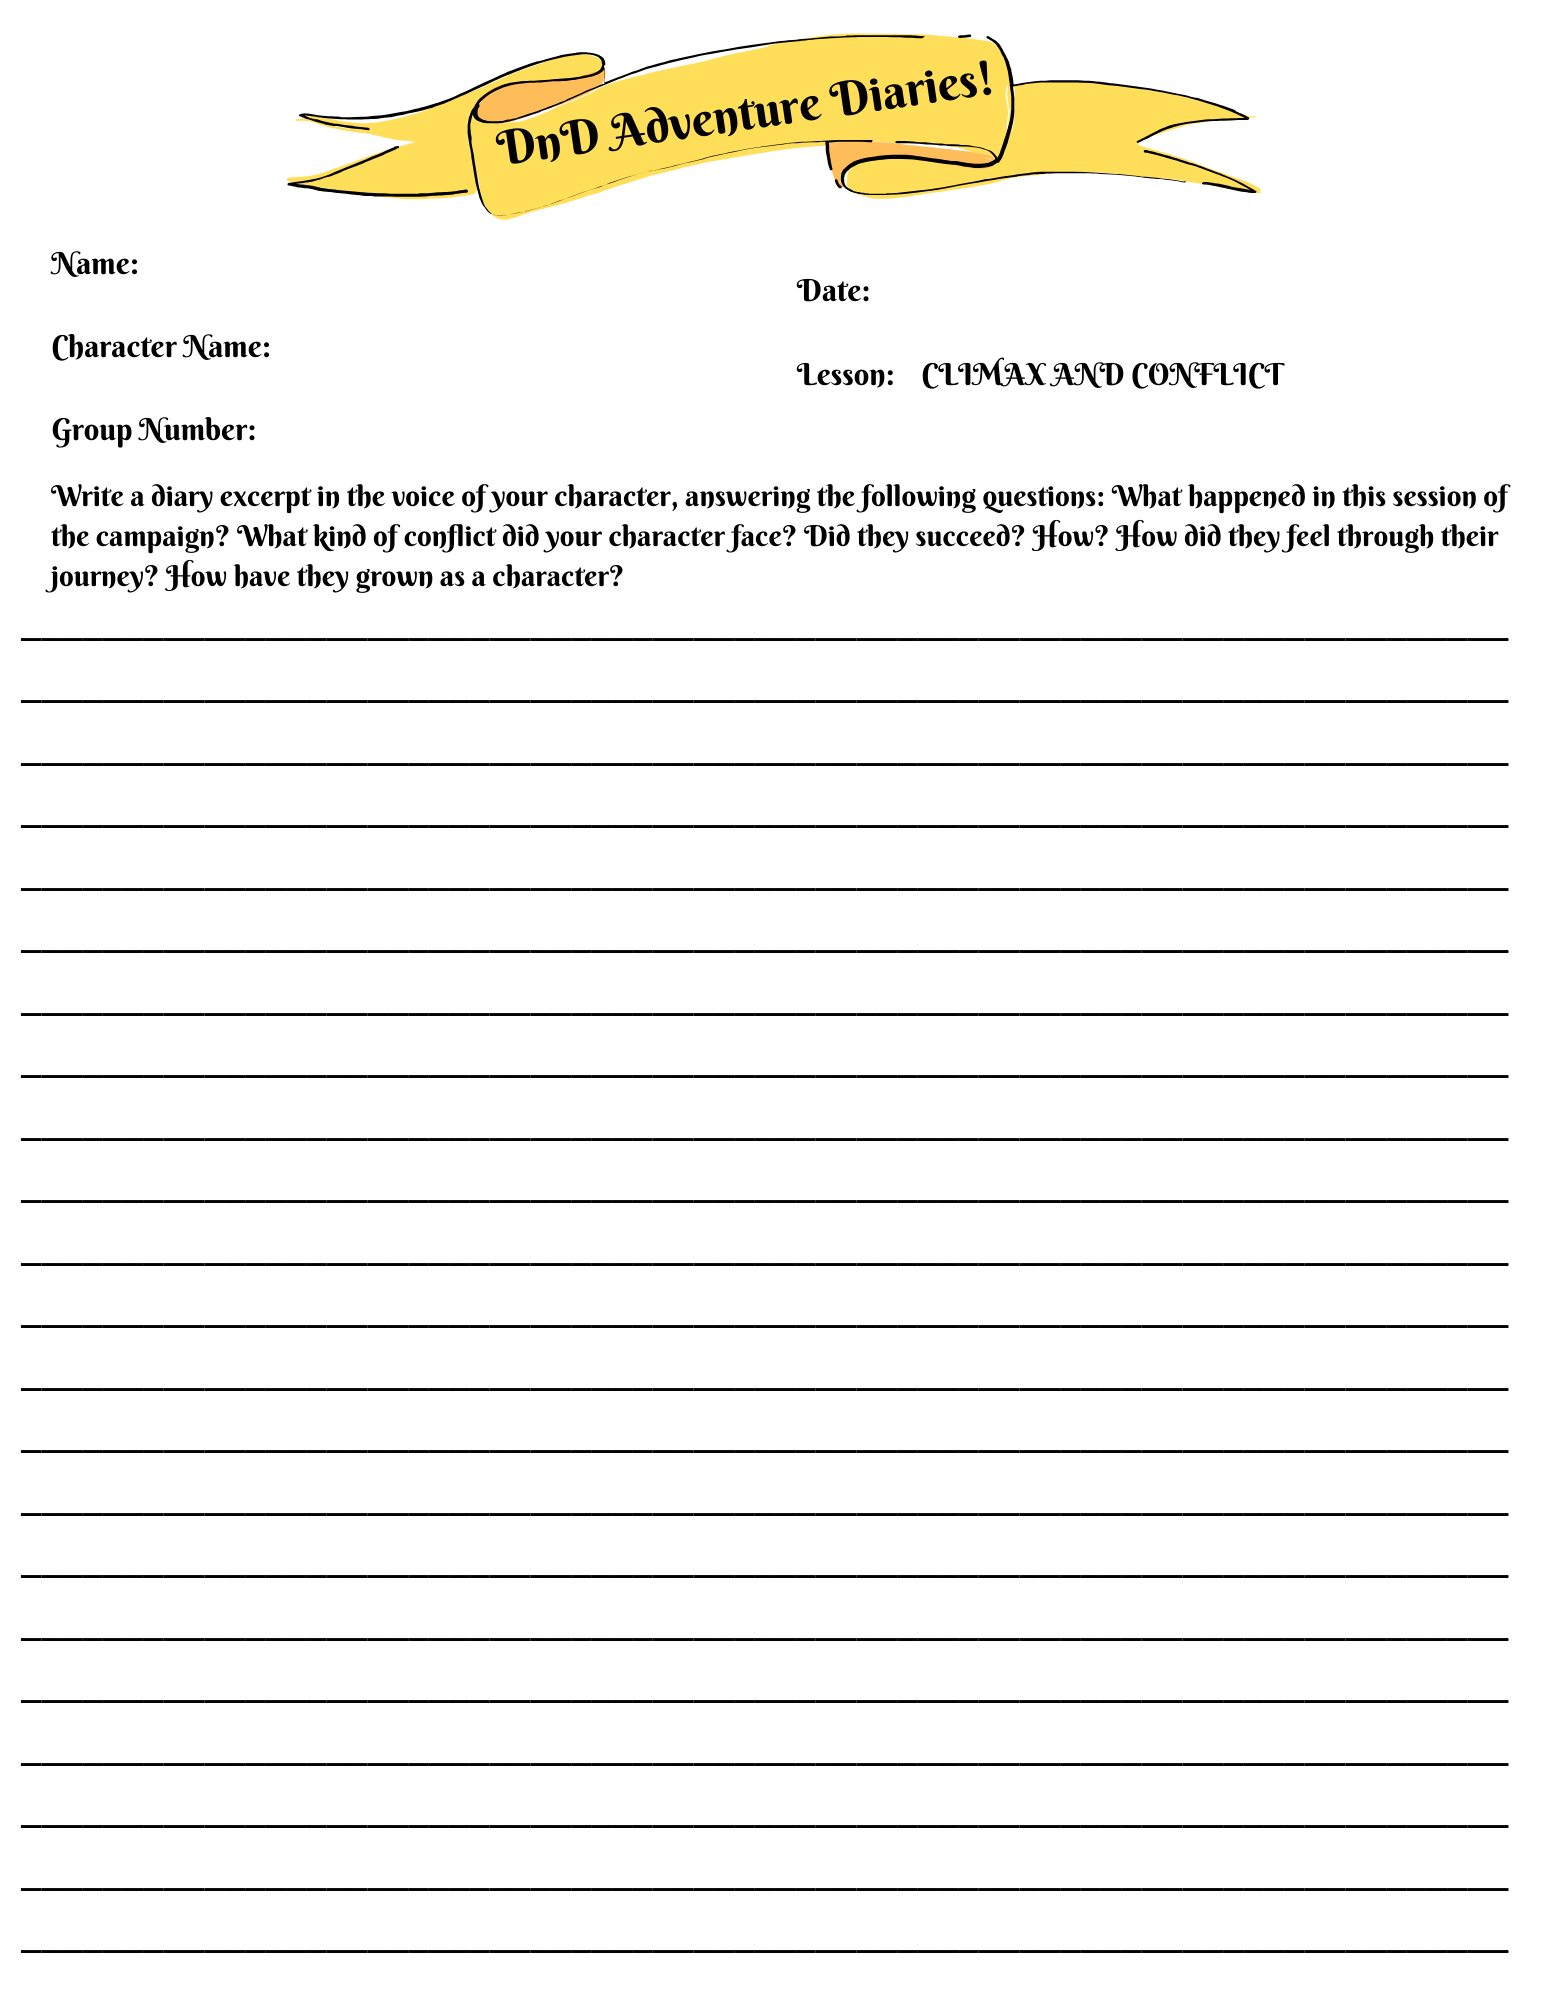 DnD Adventure Diaries!
Name:
Date:
Character Name:
Lesson: CLIMAX AND CONFLICT
Group Number:
Write a diary excerpt in the voice of your character, answering the following questions: What happened in this session of
the campaign? What kind of conflict did your character face? Did they succeed? How? How did they feel through their
journey? How have they grown as a character?